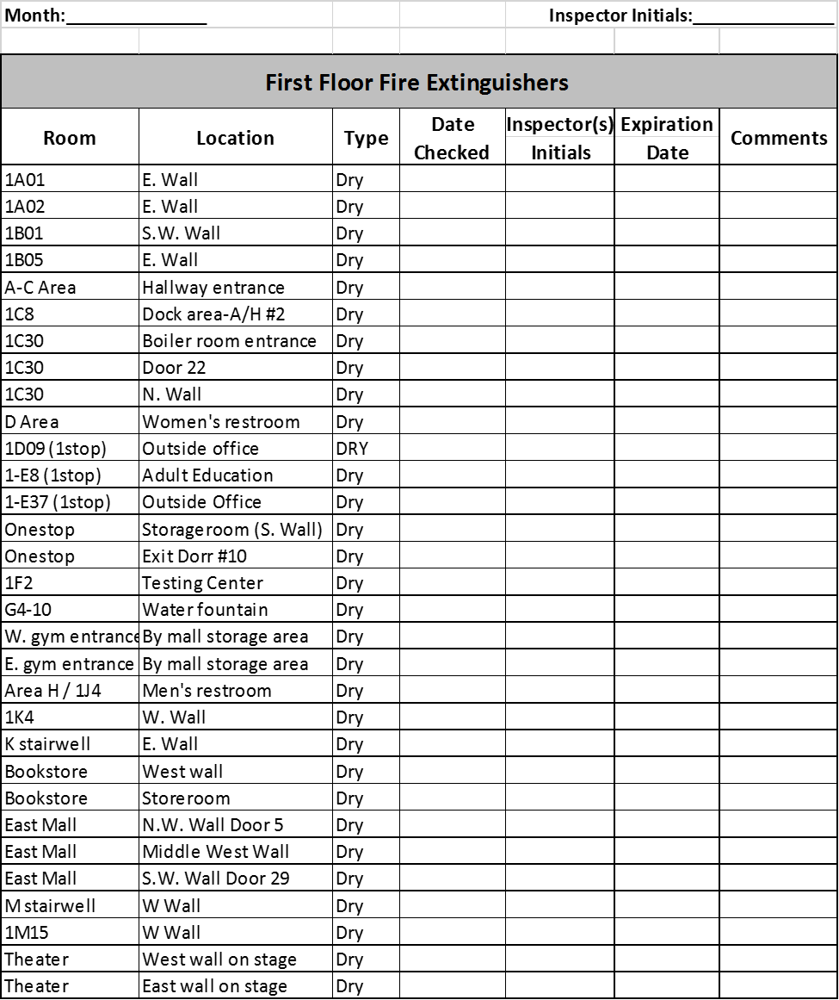 Month:_______________ Inspector Initials:_______________
First Floor Fire Extinguishers
Room Location Type Date Checked Inspector(s) Initials Expiration Date Comments
1A01 E. Wall Dry
1A02 E. Wall Dry
1B01 S.W. Wall Dry
1B05 E. Wall Dry
A-C Area Hallway entrance Dry
1C8 Dock area-A/H #2 Dry
1C30 Boiler room entrance Dry
1C30 Door 22 Dry
1C30 N. Wall Dry
D Area Women's restroom Dry
1D09 (1stop) Outside office DRY
1-E8 (1stop) Adult Education Dry
1-E37 (1stop) Outside Office Dry
Onestop Storageroom (S. Wall) Dry
Onestop Exit Dorr #10 Dry
1F2 Testing Center Dry
G4-10 Water fountain Dry
W. gym entrance By mall storage area Dry
E. gym entrance By mall storage area Dry
Area H / 1J4 Men's restroom Dry
1K4 W. Wall Dry
K stairwell E. Wall Dry
Bookstore West wall Dry
Bookstore Storeroom Dry
East Mall N.W. Wall Door 5 Dry
East Mall Middle West Wall Dry
East Mall S.W. Wall Door 29 Dry
M stairwell W Wall Dry
1M15 W Wall Dry
Theater West wall on stage Dry
Theater East wall on stage Dry